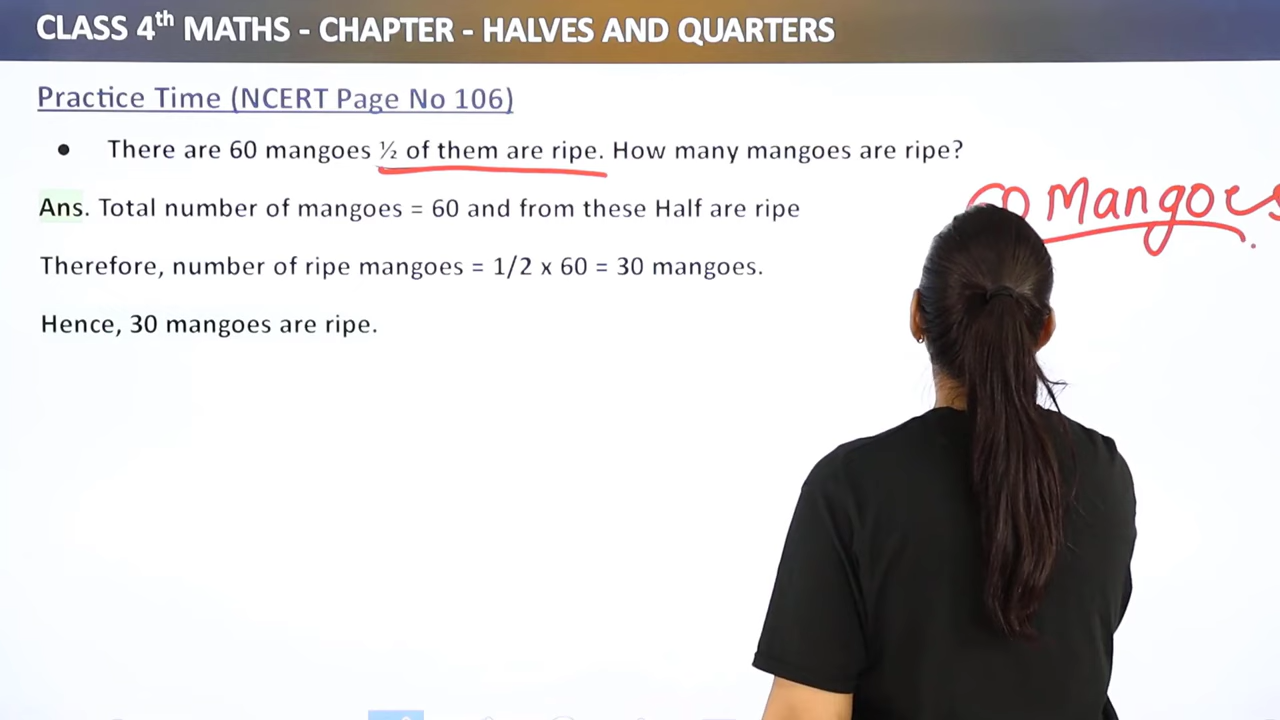 CLASS 4th MATHS - CHAPTER - HALVES AND QUARTERS
Practice Time (NCERT Page No 106)
● There are 60 mangoes ½ of them are ripe. How many mangoes are ripe?
Mangoes
Ans. Total number of mangoes = 60 and from these Half are ripe
Therefore, number of ripe mangoes = 1/2 x 60 = 30 mangoes.
Hence, 30 mangoes are ripe.